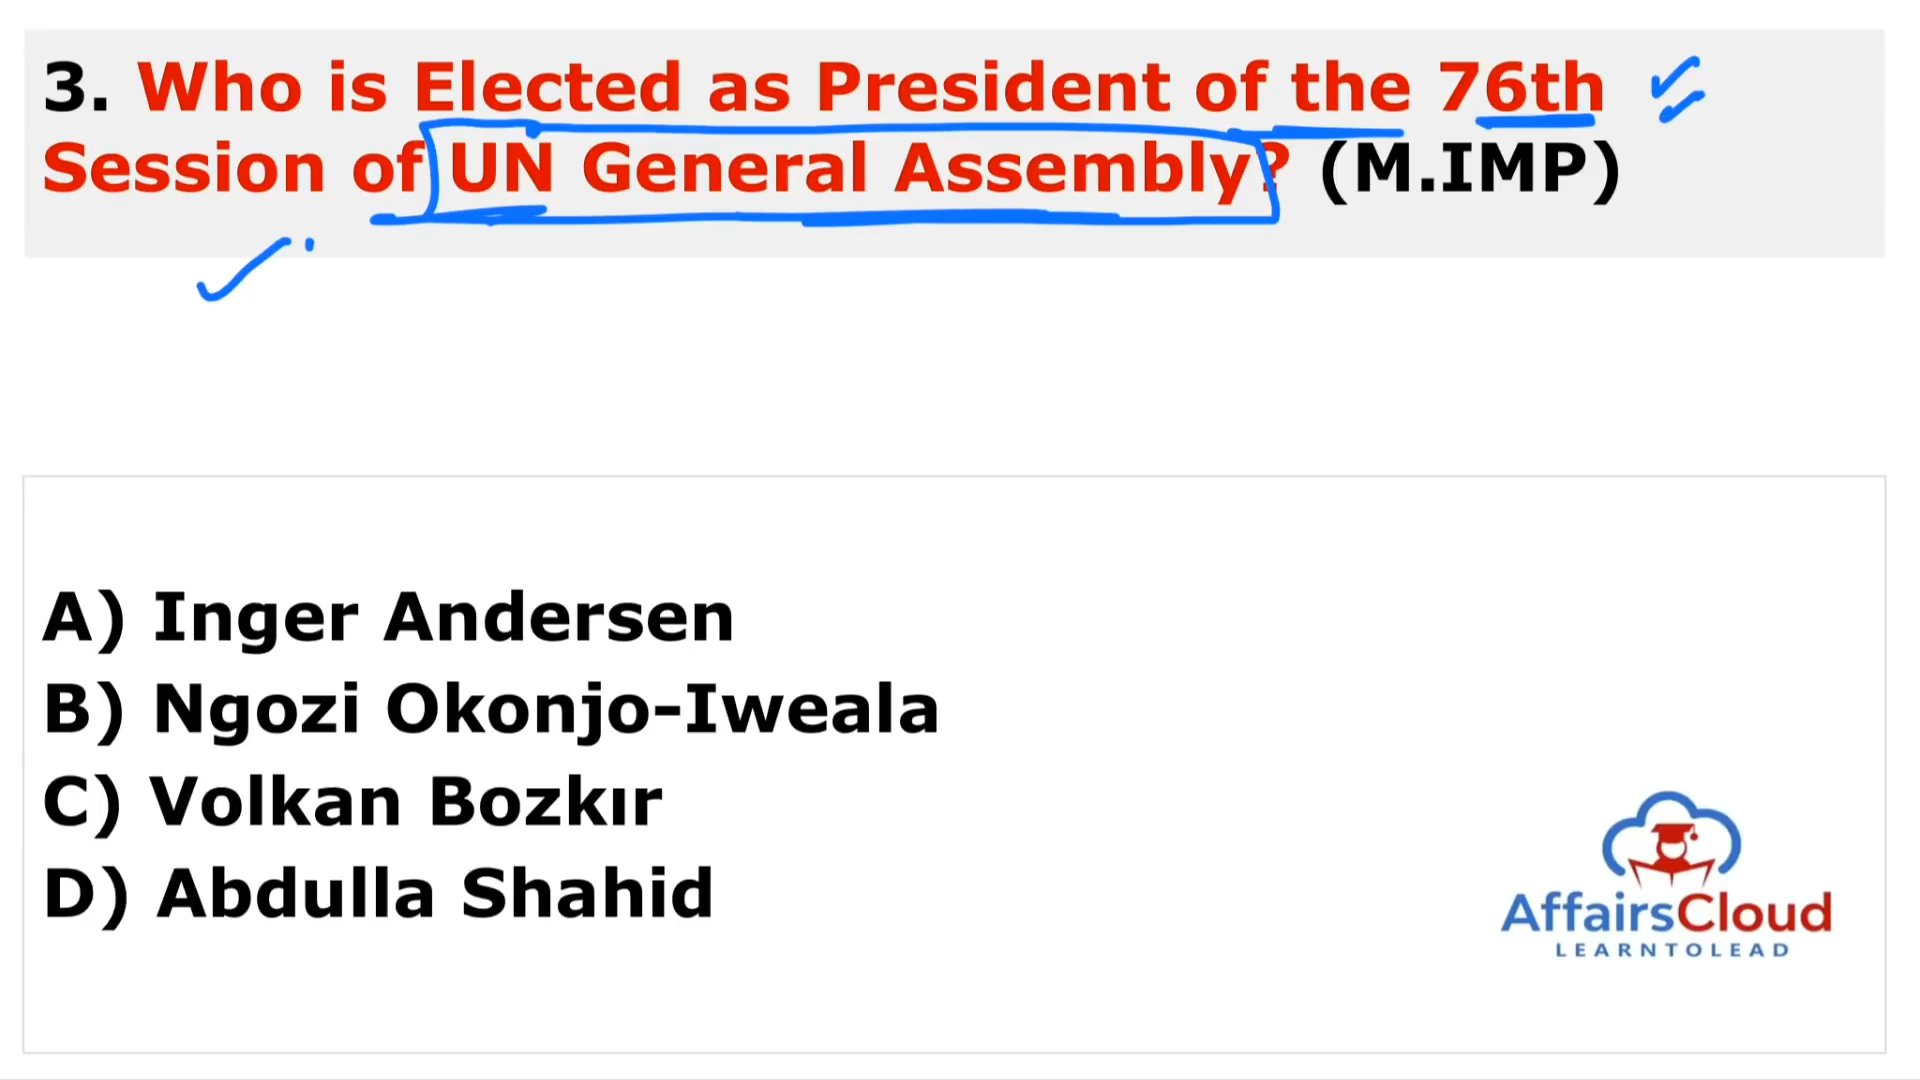 3. Who is Elected as President of the 76th
Session of UN General Assembly? (M.IMP)
A) Inger Andersen
B) Ngozi Okonjo-Iweala
C) Volkan Bozkır
D) Abdulla Shahid
AffairsCloud
LEARNTOLEAD